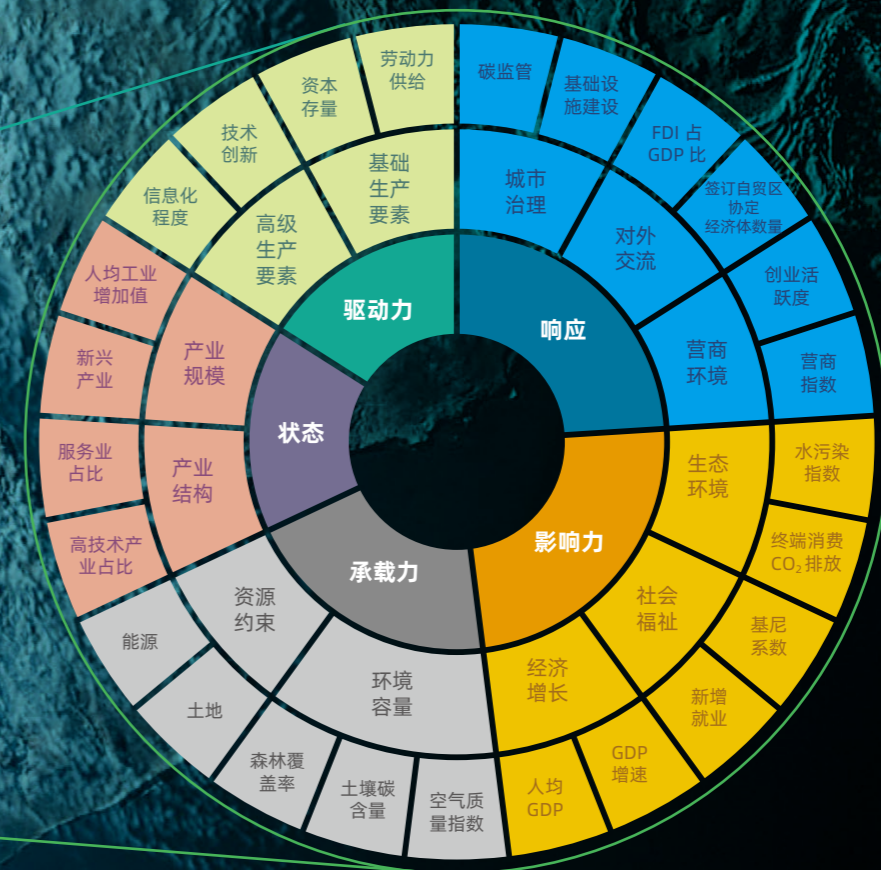 劳动力
供给
碳监管
资本
存量
基础设
施建设
技术
创新
FDI 占
GDP 比
信息化
程度
基础
生产
要素
城市
治理
签订自贸区
协定
经济体数量
高级
生产
要素
对外
交流
人均工业
增加值
创业活
跃度
驱动力
响应
产业
规模
营商
环境
新兴
产业
营商
指数
状态
服务业
占比
产业
结构
生态
环境
水污染
指数
影响力
高技术产
业占比
终端消费
CO₂ 排放
承载力
资源
约束
社会
福祉
能源
基尼
系数
环境
容量
经济
增长
土地
新增
就业
森林覆
盖率
GDP
增速
土壤碳
含量
空气质
量指数
人均
GDP